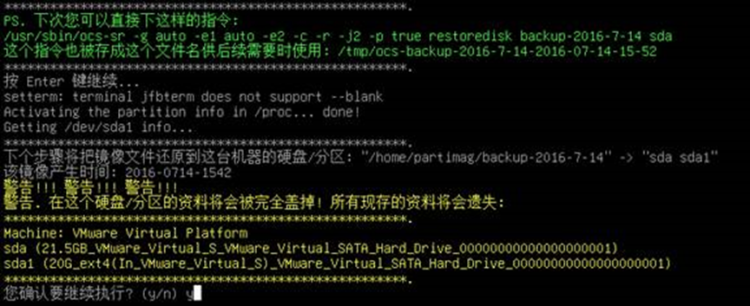 *****************************************************.
PS. 下次您可以直接下这样的指令:
/usr/sbin/ocs-sr -g auto -e1 auto -e2 -c -r -j2 -p true restoredisk backup-2016-7-14 sda
这个指令也被存成这个文件名供后续需要时使用: /tmp/ocs-backup-2016-7-14-2016-07-14-15-52
*****************************************************.
按 Enter 键继续...
setterm: terminal jfbterm does not support --blank
Activating the partition info in /proc... done!
Getting /dev/sda1 info...
*****************************************************.
下个步骤将把镜像文件还原到这台机器的硬盘/分区: "/home/partimag/backup-2016-7-14" -> "sda sda1"
该镜像产生时间: 2016-0714-1542
警告!!! 警告!!! 警告!!!
警告. 在这个硬盘/分区的资料将会被完全盖掉! 所有现存的资料将会遗失:
*****************************************************.
Machine: VMware Virtual Platform
sda (21.5GB_VMware_Virtual_S_VMware_Virtual_SATA_Hard_Drive_00000000000000000001)
sda1 (20G_ext4(In_VMware_Virtual_S)_VMware_Virtual_SATA_Hard_Drive_00000000000000000001)
*****************************************************.
您确认要继续执行? (y/n) y